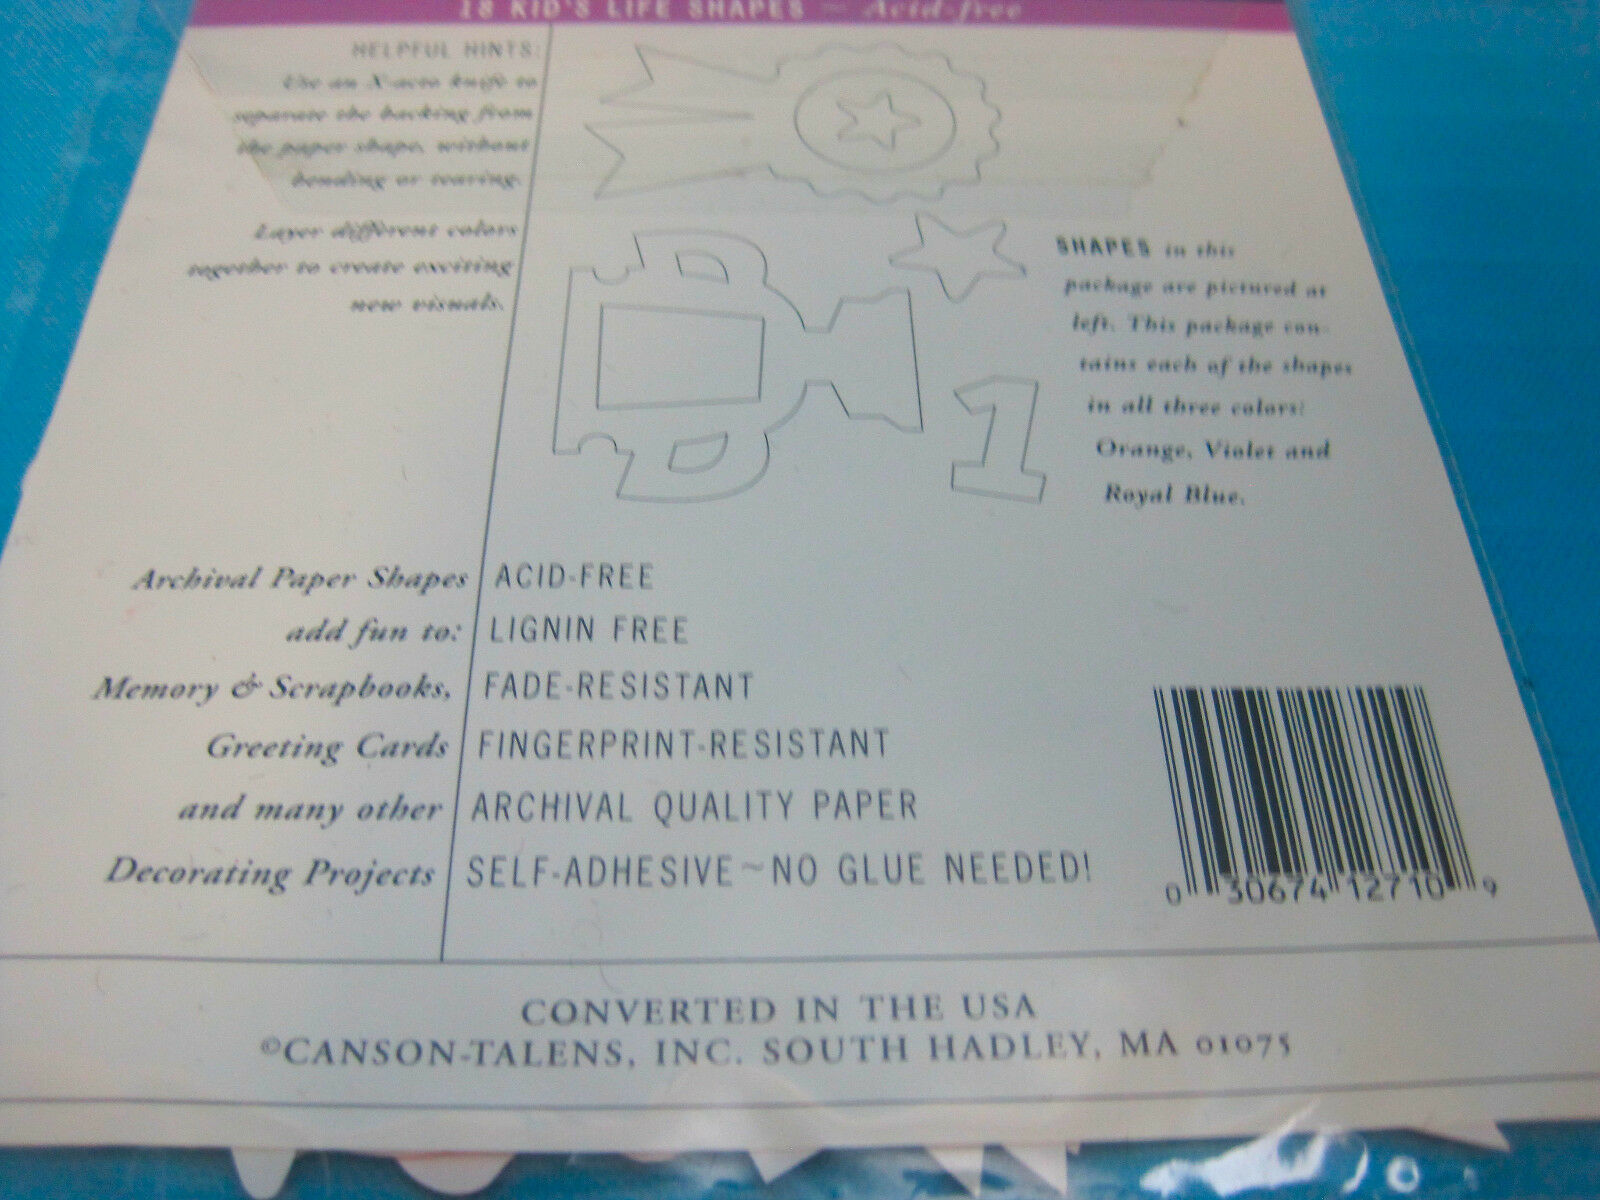 18 KID'S LIFE SHAPES ~ Acid-free
HELPFUL HINTS:
Use an X-acto knife to
separate the backing from
the paper shape, without
bending or tearing.
Layer different colors
together to create exciting
new visuals.
SHAPES in this
package are pictured at
left. This package con-
tains each of the shapes
in all three colors:
Orange, Violet and
Royal Blue.
1
Archival Paper Shapes
add fun to:
Memory & Scrapbooks,
Greeting Cards
and many other
Decorating Projects
ACID-FREE
LIGNIN FREE
FADE-RESISTANT
FINGERPRINT-RESISTANT
ARCHIVAL QUALITY PAPER
SELF-ADHESIVE~NO GLUE NEEDED!
0 30674 12710 9
CONVERTED IN THE USA
©CANSON-TALENS, INC. SOUTH HADLEY, MA 01075